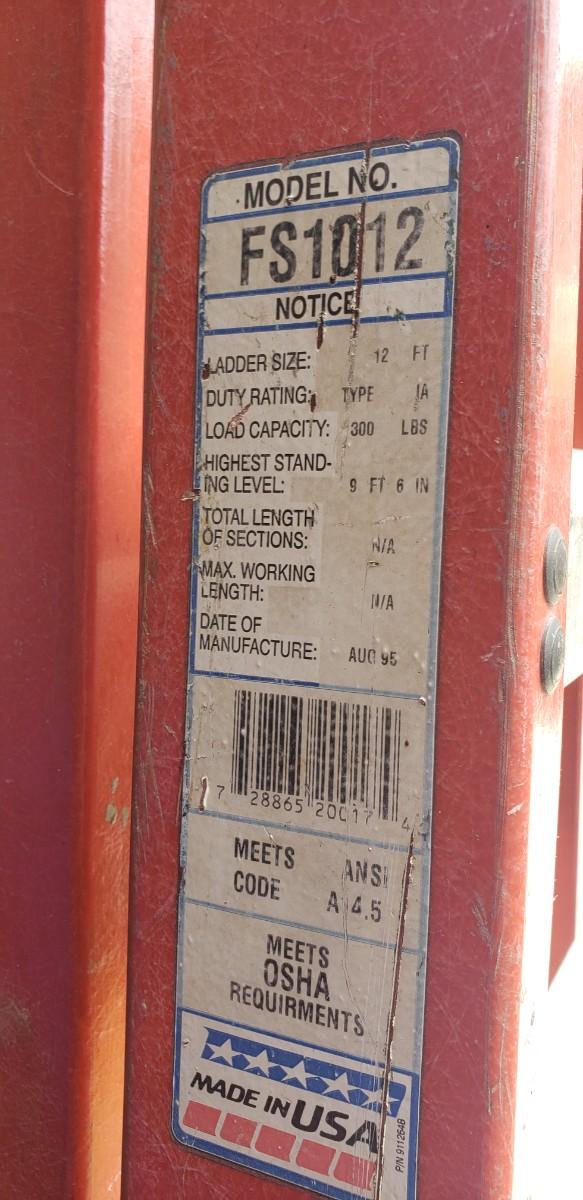 MODEL NO.
FS1012
NOTICE
LADDER SIZE: 12 FT
DUTY RATING: TYPE IA
LOAD CAPACITY: 300 LBS
HIGHEST STAND-
ING LEVEL: 9 FT 6 IN
TOTAL LENGTH
OF SECTIONS: N/A
MAX. WORKING
LENGTH: N/A
DATE OF
MANUFACTURE: AUG 95
7 28865 20017 4
MEETS ANSI
CODE A 4.5
MEETS
OSHA
REQUIRMENTS
MADE IN USA
P/N 911264B